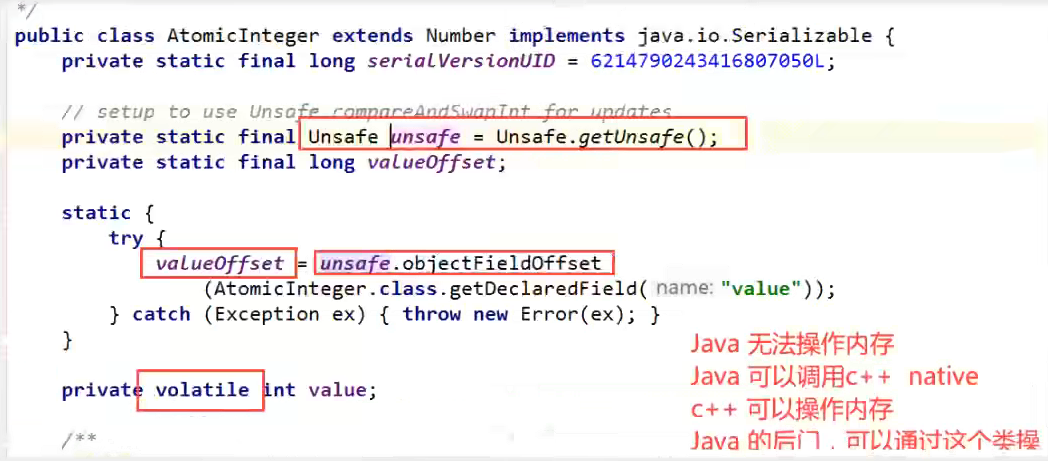 */
public class AtomicInteger extends Number implements java.io.Serializable {
private static final long serialVersionUID = 6214790243416807050L;
// setup to use Unsafe.compareAndSwapInt for updates
private static final Unsafe unsafe = Unsafe.getUnsafe();
private static final long valueOffset;
static {
try {
valueOffset = unsafe.objectFieldOffset
(AtomicInteger.class.getDeclaredField( name: "value"));
} catch (Exception ex) { throw new Error(ex); }
}
Java 无法操作内存
Java 可以调用c++ native
private volatile int value;
c++ 可以操作内存
Java 的后门，可以通过这个类操
/**